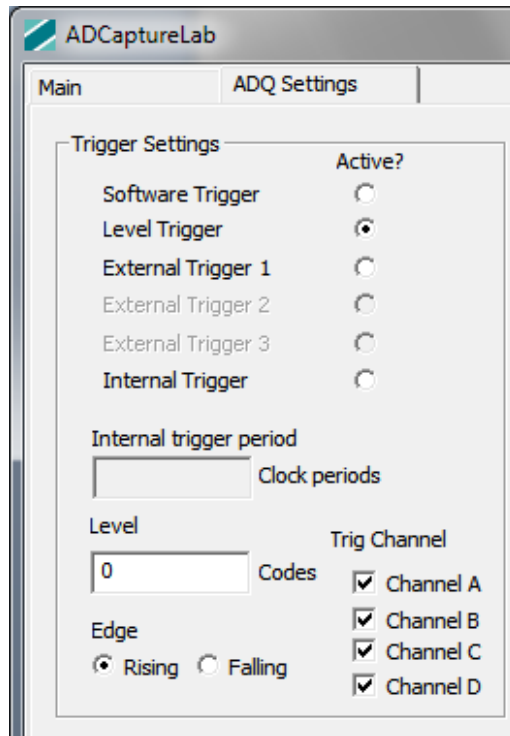 ADCaptureLab
Main ADQ Settings
Trigger Settings
Active?
Software Trigger
Level Trigger
External Trigger 1
External Trigger 2
External Trigger 3
Internal Trigger
Internal trigger period
Clock periods
Level
Trig Channel
0 Codes
Channel A
Channel B
Edge
Channel C
Rising Falling
Channel D